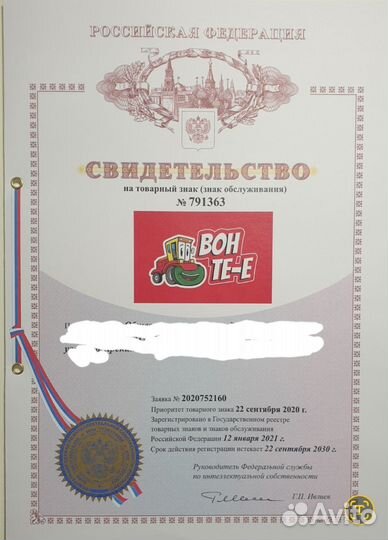 РОССИЙСКАЯ ФЕДЕРАЦИЯ
СВИДЕТЕЛЬСТВО
на товарный знак (знак обслуживания)
№ 791363
ВОН
ТЕ-Е
Заявка № 2020752160
Приоритет товарного знака 22 сентября 2020 г.
Зарегистрировано в Государственном реестре
товарных знаков и знаков обслуживания
Российской Федерации 12 января 2021 г.
Срок действия регистрации истекает 22 сентября 2030 г.
Руководитель Федеральной службы
по интеллектуальной собственности
Г.П. Ивлиев
Avito